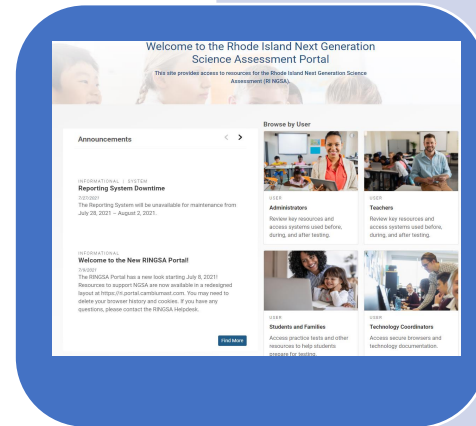 Welcome to the Rhode Island Next Generation
Science Assessment Portal
This site provides access to resources for the Rhode Island Next Generation Science
Assessment (RI NGSA).
Announcements
INFORMATIONAL | SYSTEM
Reporting System Downtime
7/27/2021
The Reporting System will be unavailable for maintenance from
July 28, 2021 – August 2, 2021.
INFORMATIONAL
Welcome to the New RINGSA Portal!
7/8/2021
The RINGSA Portal has a new look starting July 8, 2021!
Resources to support NGSA are now available in a redesigned
layout at https://ri.portal.cambiumast.com. You may need to
delete your browser history and cookies. If you have any
questions, please contact the RINGSA Helpdesk.
Find More
Browse by User
USER
Administrators
Review key resources and
access systems used before,
during, and after testing.
USER
Teachers
Review key resources and
access systems used before,
during, and after testing.
USER
Students and Families
Access practice tests and other
resources to help students
prepare for testing.
USER
Technology Coordinators
Access secure browsers and
technology documentation.